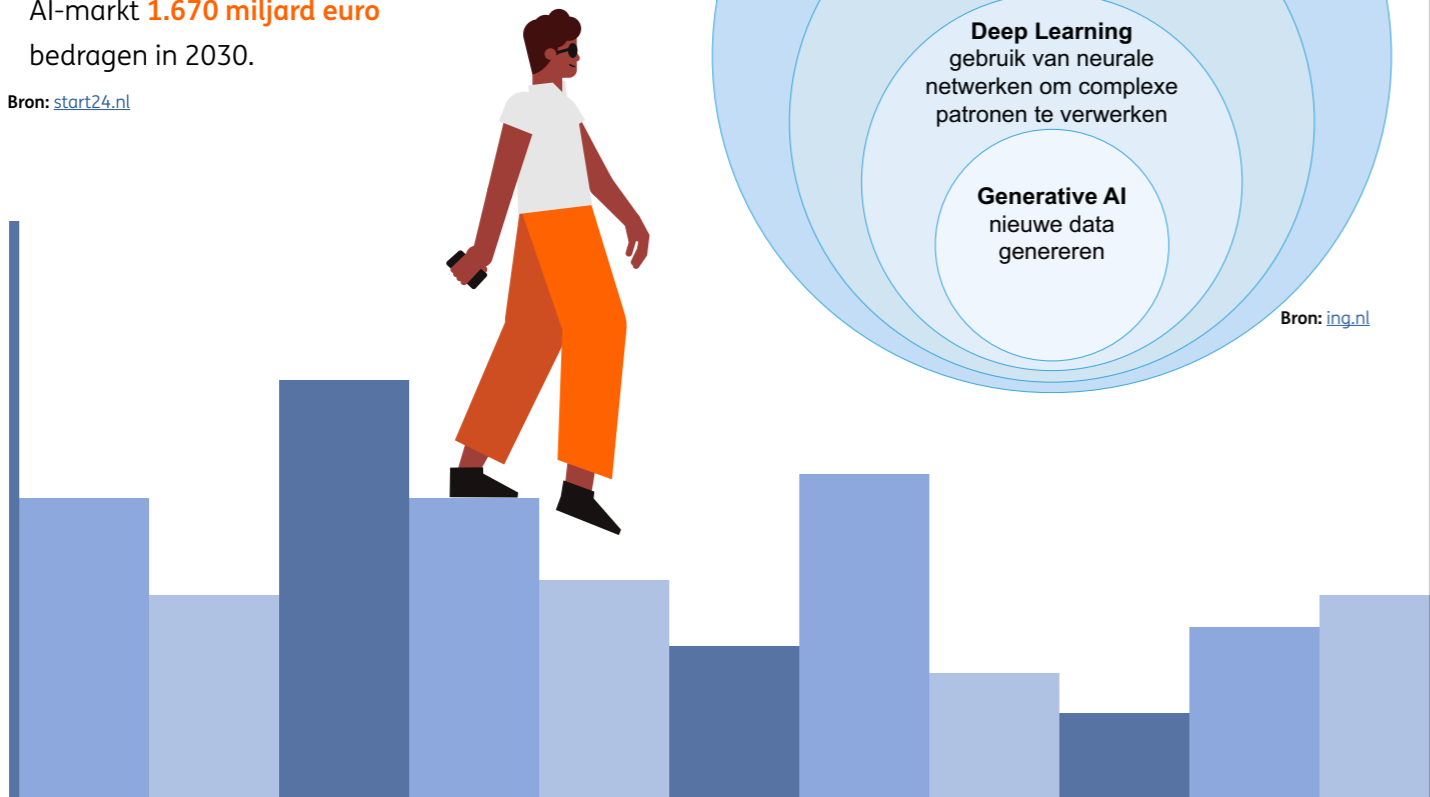 AI-markt 1.670 miljard euro
bedragen in 2030.
Bron: start24.nl
Deep Learning
gebruik van neurale
netwerken om complexe
patronen te verwerken
Generative AI
nieuwe data
genereren
Bron: ing.nl